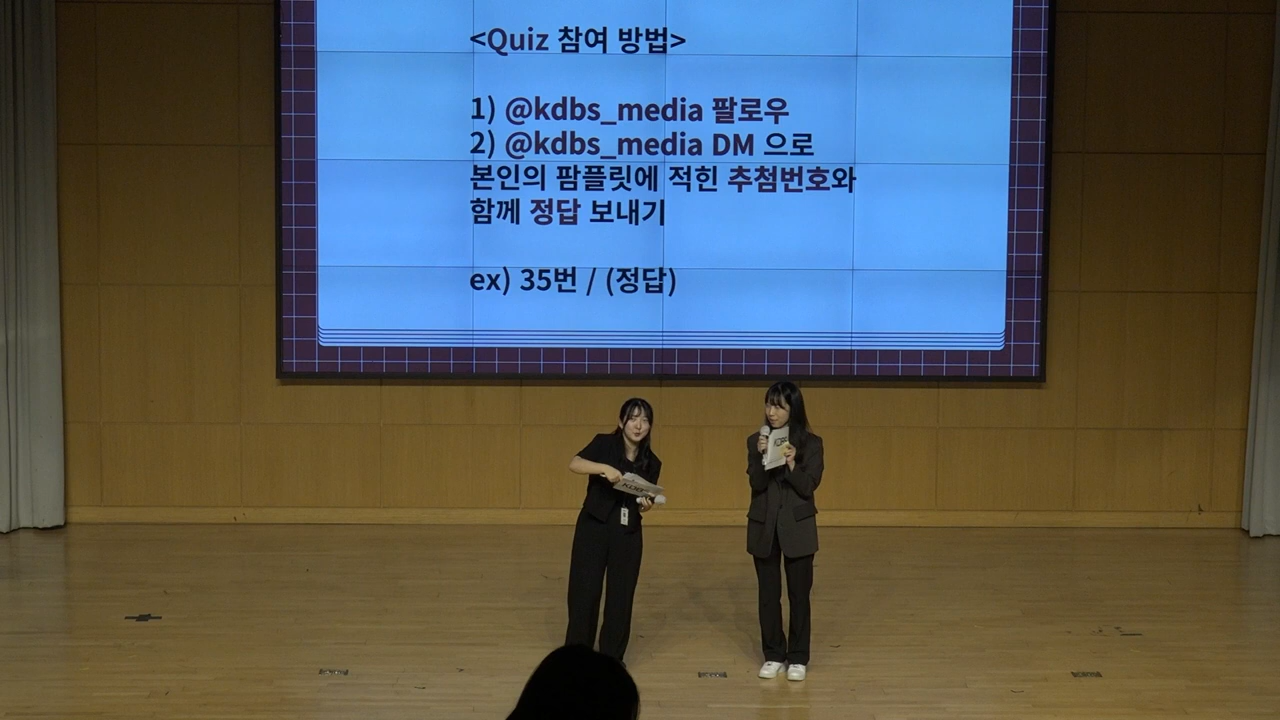 <Quiz 참여 방법>
1) @kdbs_media 팔로우
2) @kdbs_media DM 으로
본인의 팜플릿에 적힌 추첨번호와
함께 정답 보내기
ex) 35번 / (정답)